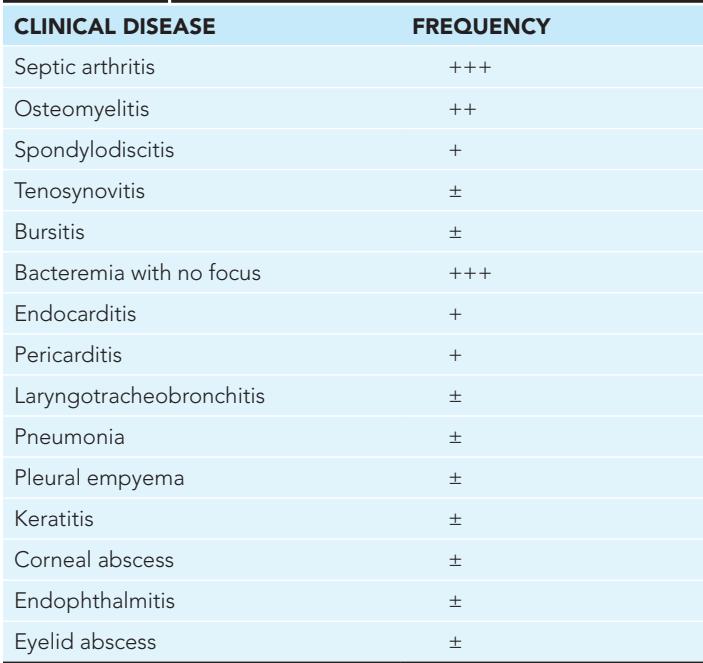 CLINICAL DISEASE FREQUENCY
Septic arthritis +++
Osteomyelitis ++
Spondylodiscitis +
Tenosynovitis ±
Bursitis ±
Bacteremia with no focus +++
Endocarditis +
Pericarditis +
Laryngotracheobronchitis ±
Pneumonia ±
Pleural empyema ±
Keratitis ±
Corneal abscess ±
Endophthalmitis ±
Eyelid abscess ±